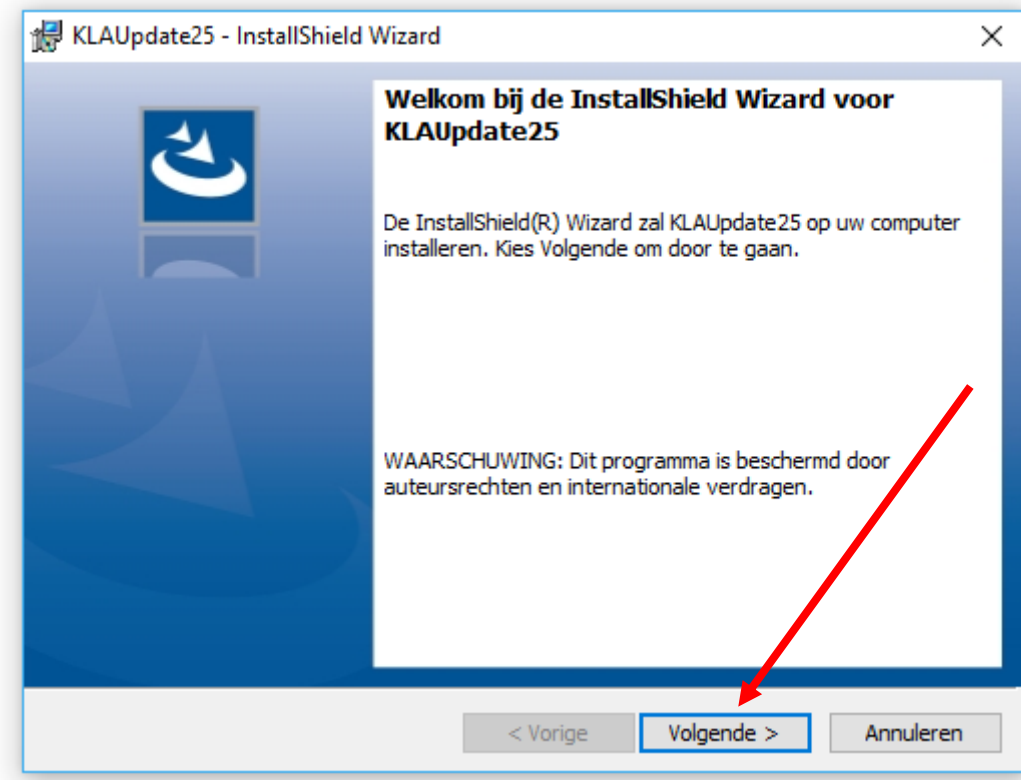 KLAUpdate25 - InstallShield Wizard
Welkom bij de InstallShield Wizard voor
KLAUpdate25
De InstallShield(R) Wizard zal KLAUpdate25 op uw computer
installeren. Kies Volgende om door te gaan.
WAARSCHUWING: Dit programma is beschermd door
auteursrechten en internationale verdragen.
< Vorige
Volgende >
Annuleren